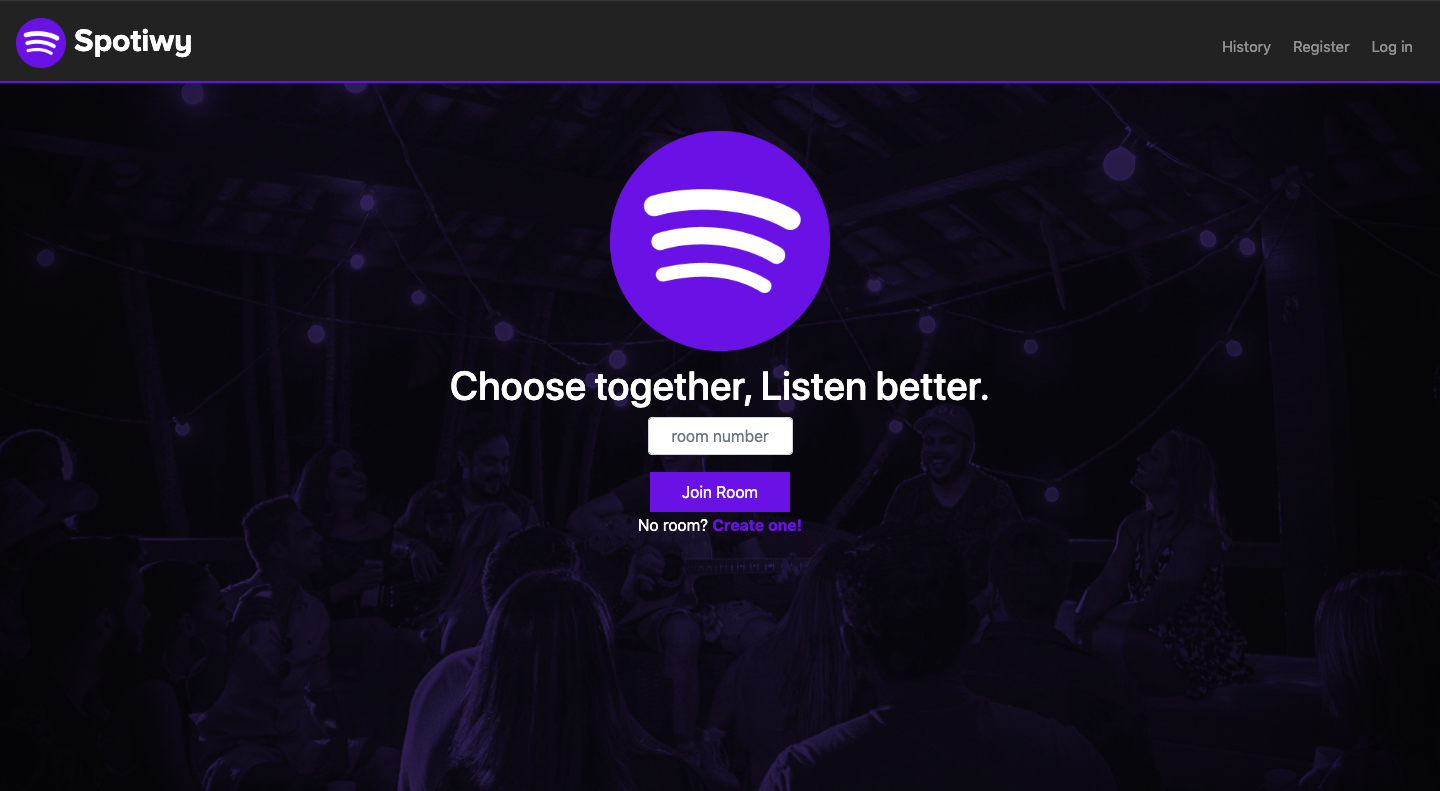 Spotiwy
History Register Log in
Choose together, Listen better.
room number
Join Room
No room? Create one!